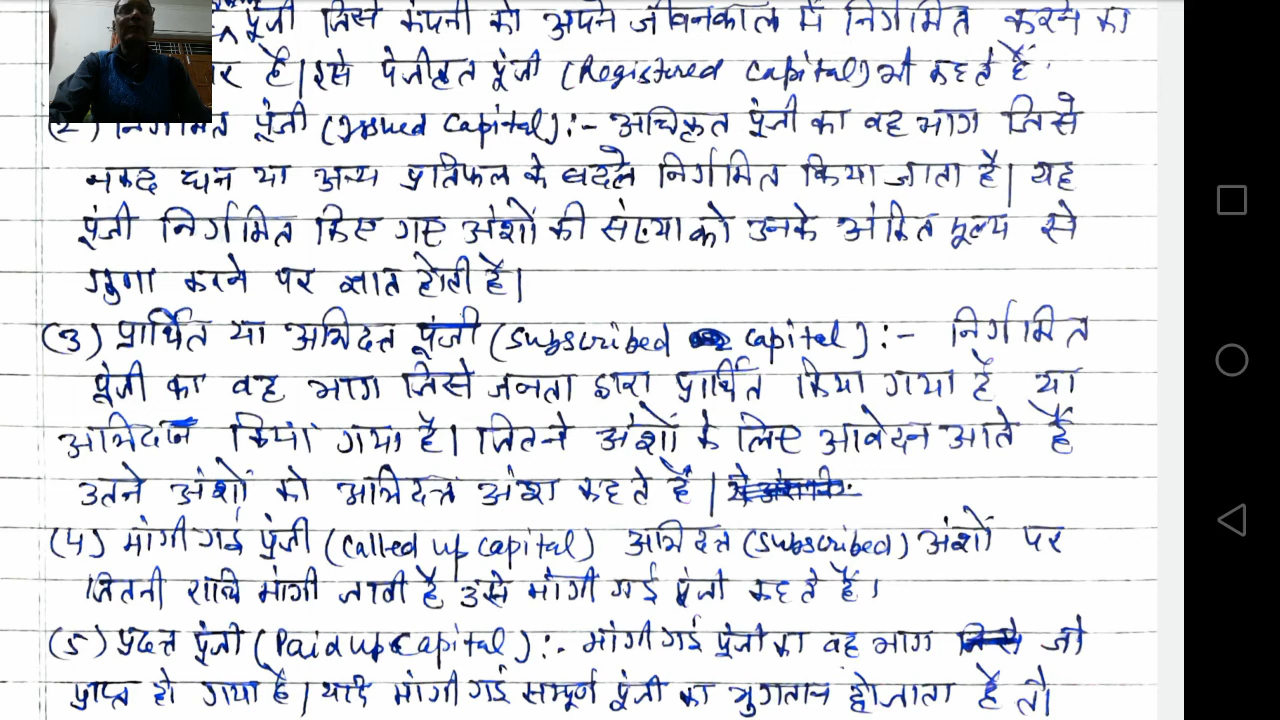 पूंजी जिसे कंपनी को अपने जीवनकाल में निर्गमित करने का
है। इसे पंजीकृत पूंजी (Registered Capital) भी कहते हैं.
(2) निर्गमित पूंजी (Issued Capital) :- अधिकृत पूंजी का वह भाग जिसे
नकद धन या अन्य प्रतिफल के बदले निर्गमित किया जाता है। यह
पूंजी निर्गमित किए गए अंशों की संख्या को उनके अंकित मूल्य से
गुणा करने पर ज्ञात होती है।
(3) प्रार्थित या अभिदत्त पूंजी (Subscribed capital) :- निर्गमित
पूंजी का वह भाग जिसे जनता द्वारा प्रार्थित किया गया है या
अभिदान किया गया है। जितने अंशों के लिए आवेदन आते हैं
उतने अंशों को अभिदत्त अंश कहते हैं।
(4) मांगी गई पूंजी (Called up capital) अभिदत्त (Subscribed) अंशों पर
जितनी राशि मांगी जाती है उसे मांगी गई पूंजी कहते हैं।
(5) प्रदत्त पूंजी (Paid up Capital) :- मांगी गई पूंजी का वह भाग जो
प्राप्त हो गया है। यदि मांगी गई सम्पूर्ण पूंजी का भुगतान हो जाता है तो